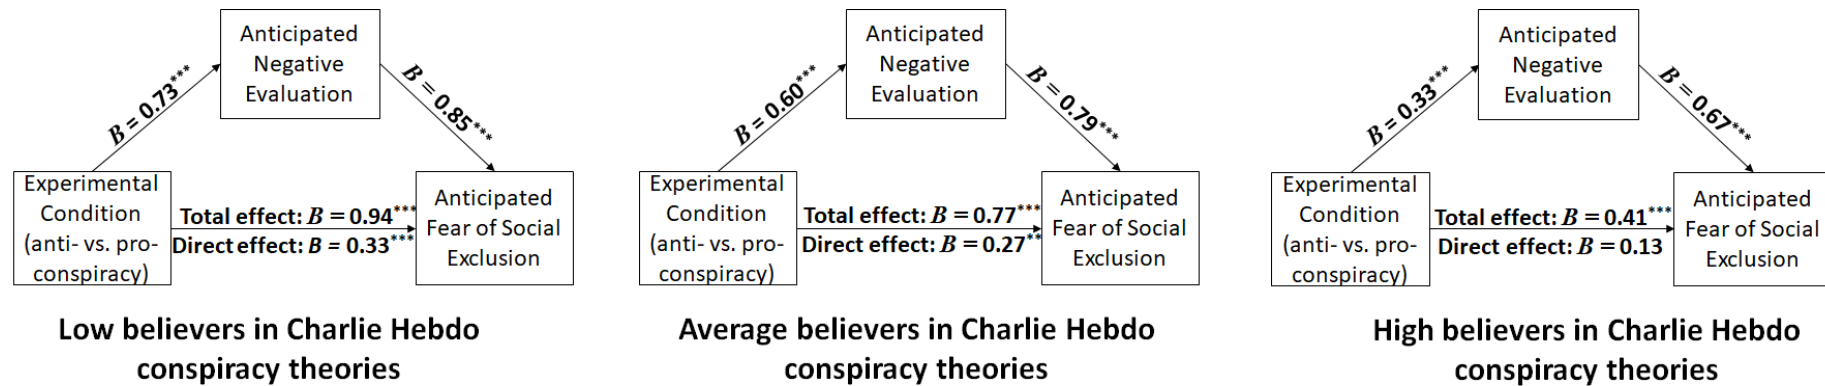 Anticipated
Negative
Evaluation
B = 0.73***
B = 0.85***
Experimental
Condition
(anti- vs. pro-
conspiracy)
Total effect: B = 0.94***
Direct effect: B = 0.33***
Anticipated
Fear of Social
Exclusion
Low believers in Charlie Hebdo
conspiracy theories
Anticipated
Negative
Evaluation
B = 0.60***
B = 0.79***
Experimental
Condition
(anti- vs. pro-
conspiracy)
Total effect: B = 0.77***
Direct effect: B = 0.27**
Anticipated
Fear of Social
Exclusion
Average believers in Charlie Hebdo
conspiracy theories
Anticipated
Negative
Evaluation
B = 0.33***
B = 0.67***
Experimental
Condition
(anti- vs. pro-
conspiracy)
Total effect: B = 0.41***
Direct effect: B = 0.13
Anticipated
Fear of Social
Exclusion
High believers in Charlie Hebdo
conspiracy theories